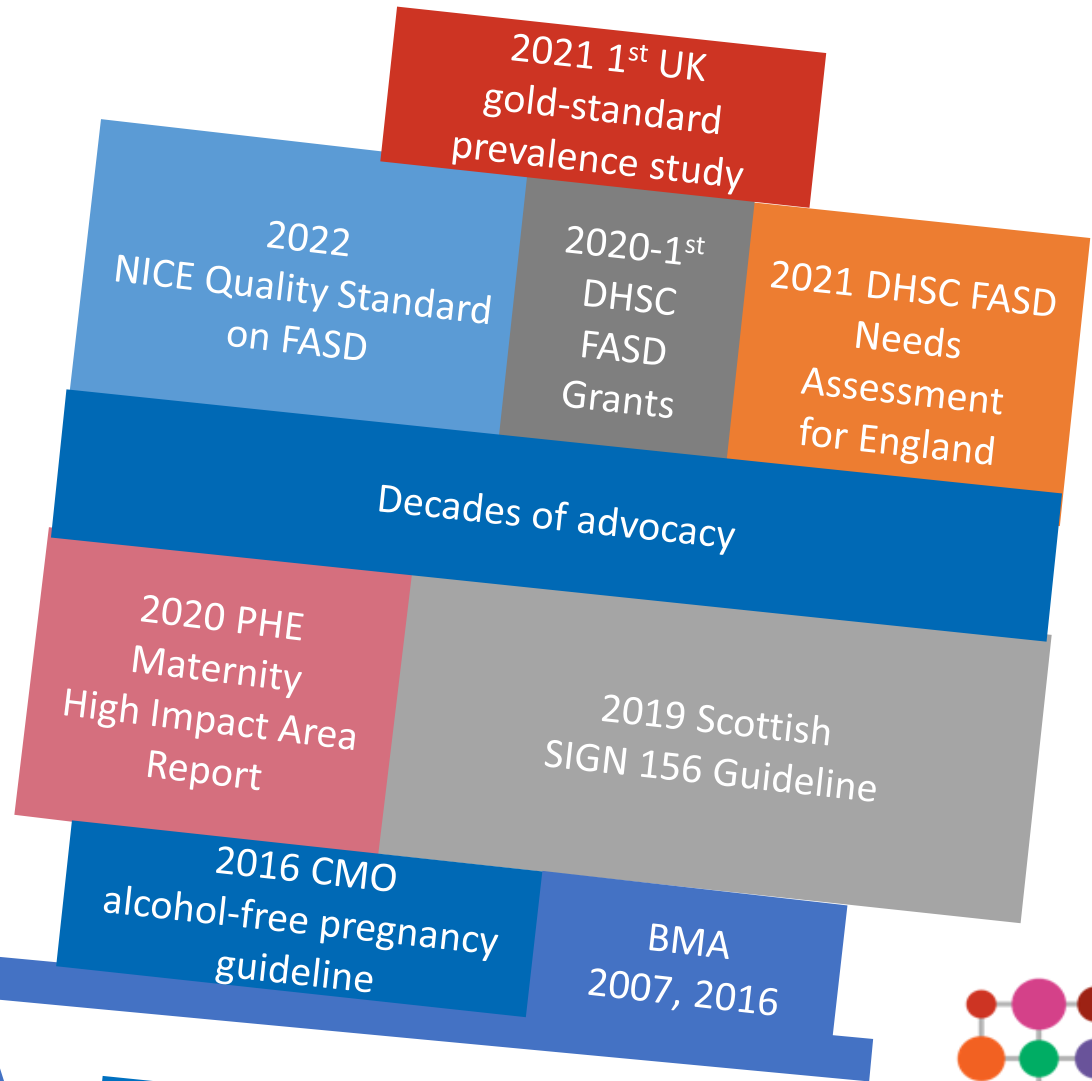 2021 1st UK
gold-standard
prevalence study
2022
NICE Quality Standard
on FASD
2020-1st
DHSC
FASD
Grants
2021 DHSC FASD
Needs
Assessment
for England
Decades of advocacy
2020 PHE
Maternity
High Impact Area
Report
2019 Scottish
SIGN 156 Guideline
2016 CMO
alcohol-free pregnancy
guideline
BMA
2007, 2016